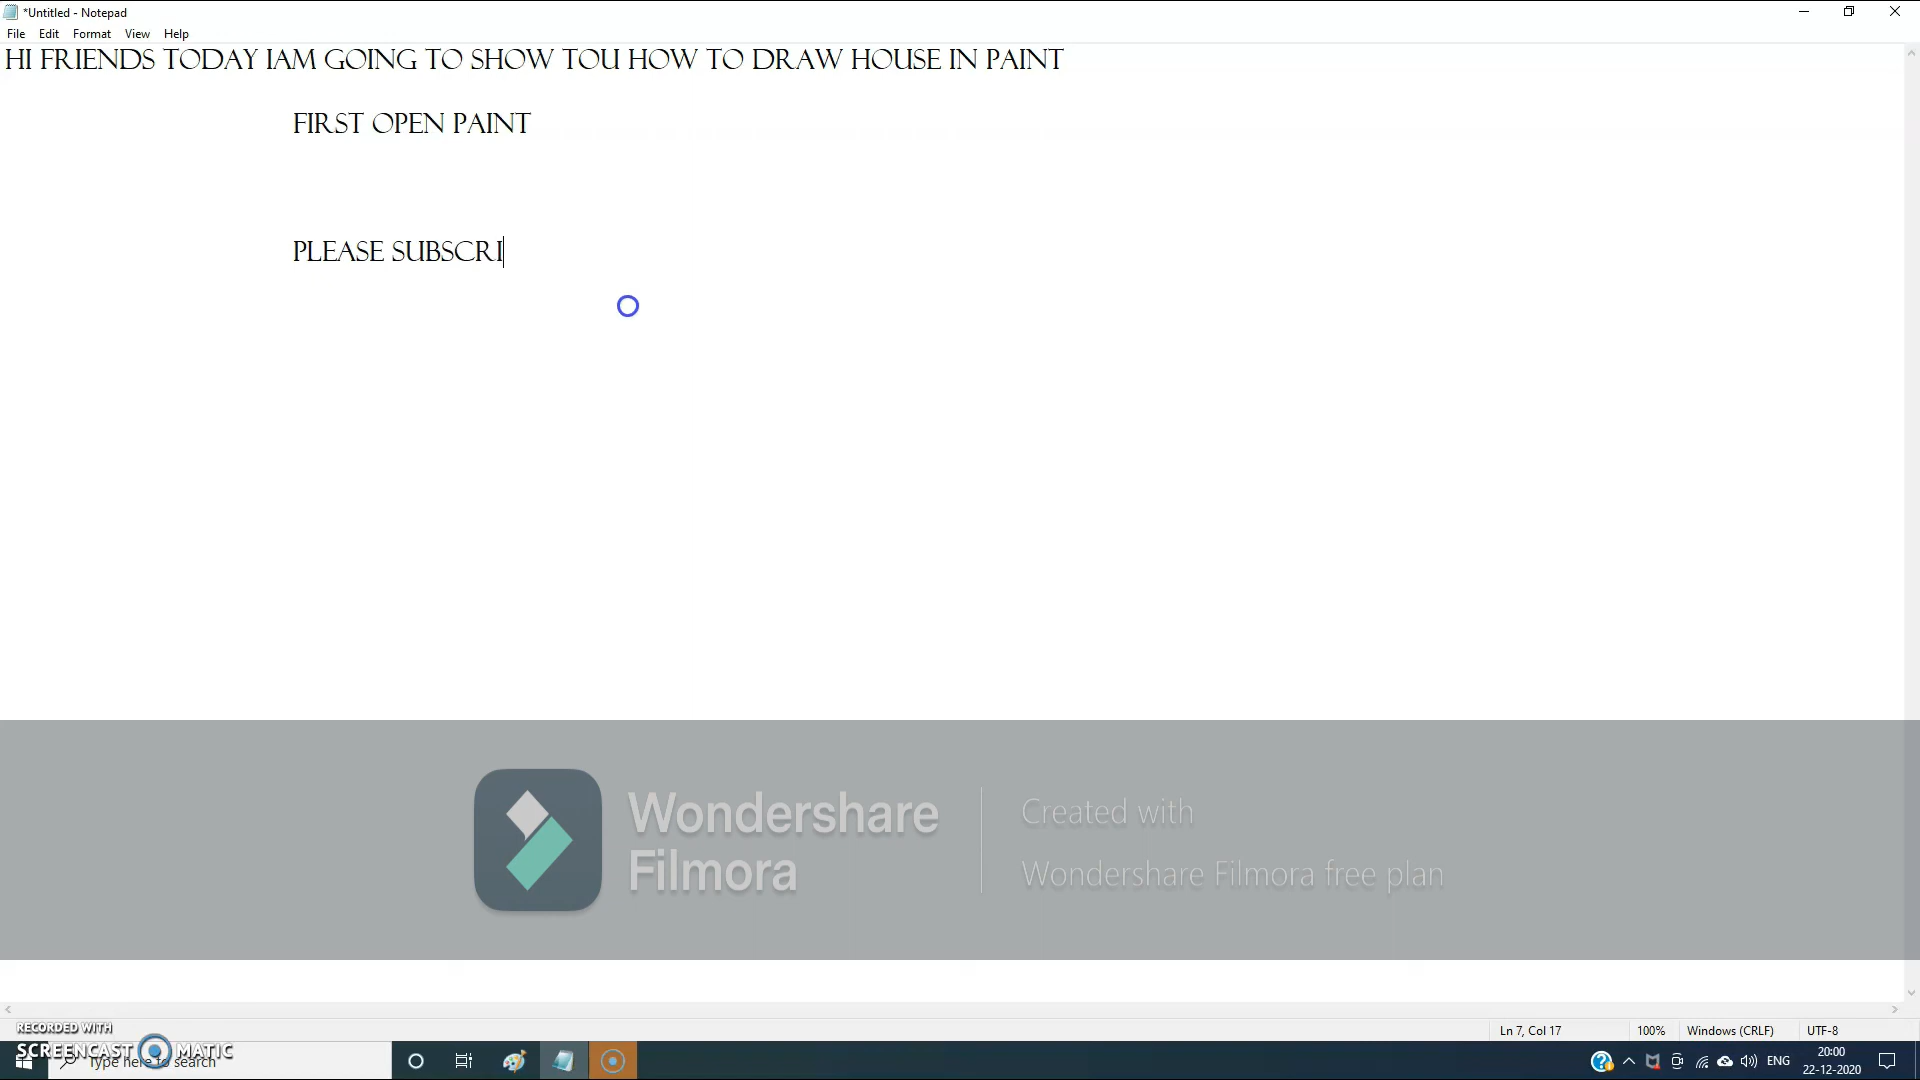 *Untitled - Notepad
File Edit Format View Help
HI FRIENDS TODAY IAM GOING TO SHOW TOU HOW TO DRAW HOUSE IN PAINT
FIRST OPEN PAINT
PLEASE SUBSCRI
Wondershare
Filmora
Created with
Wondershare Filmora free plan
Ln 7, Col 17 100% Windows (CRLF) UTF-8
RECORDED WITH
SCREENCAST MATIC
Type here to search
ENG
20:00
22-12-2020